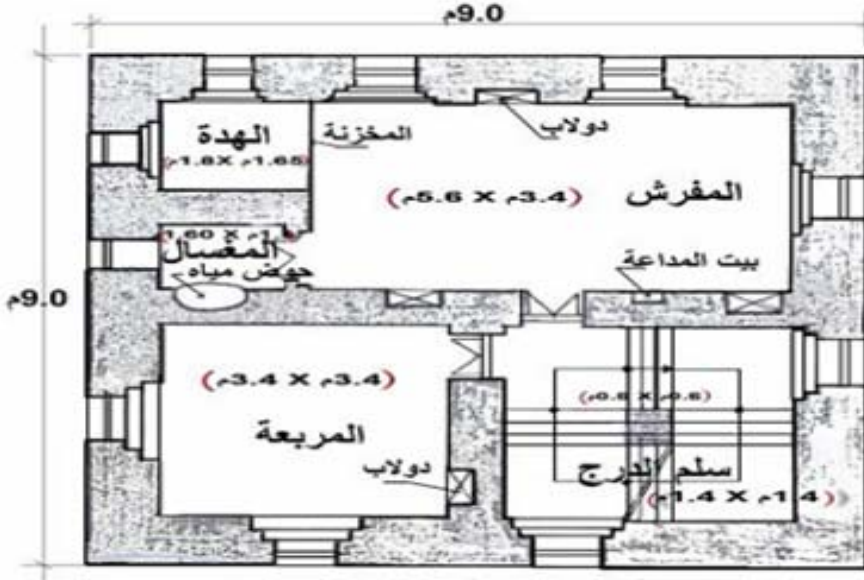 9.0م
الهدة
(1.65م X 1.8م)
المخزنة
دولاب
المفرش
(3.4م X 5.6م)
المغسال
حوض مياه
بيت المداعة
9.0م
(3.4م X 3.4م)
المربعة
دولاب
سلم الدرج
(1.4م X 1.4م)